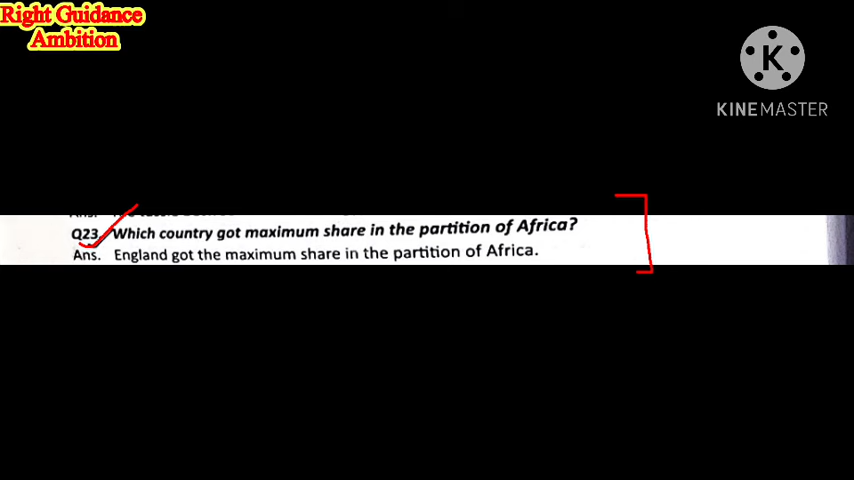 Right Guidance
Ambition
KINEMASTER
Ans.
Q23. Which country got maximum share in the partition of Africa?
Ans. England got the maximum share in the partition of Africa.